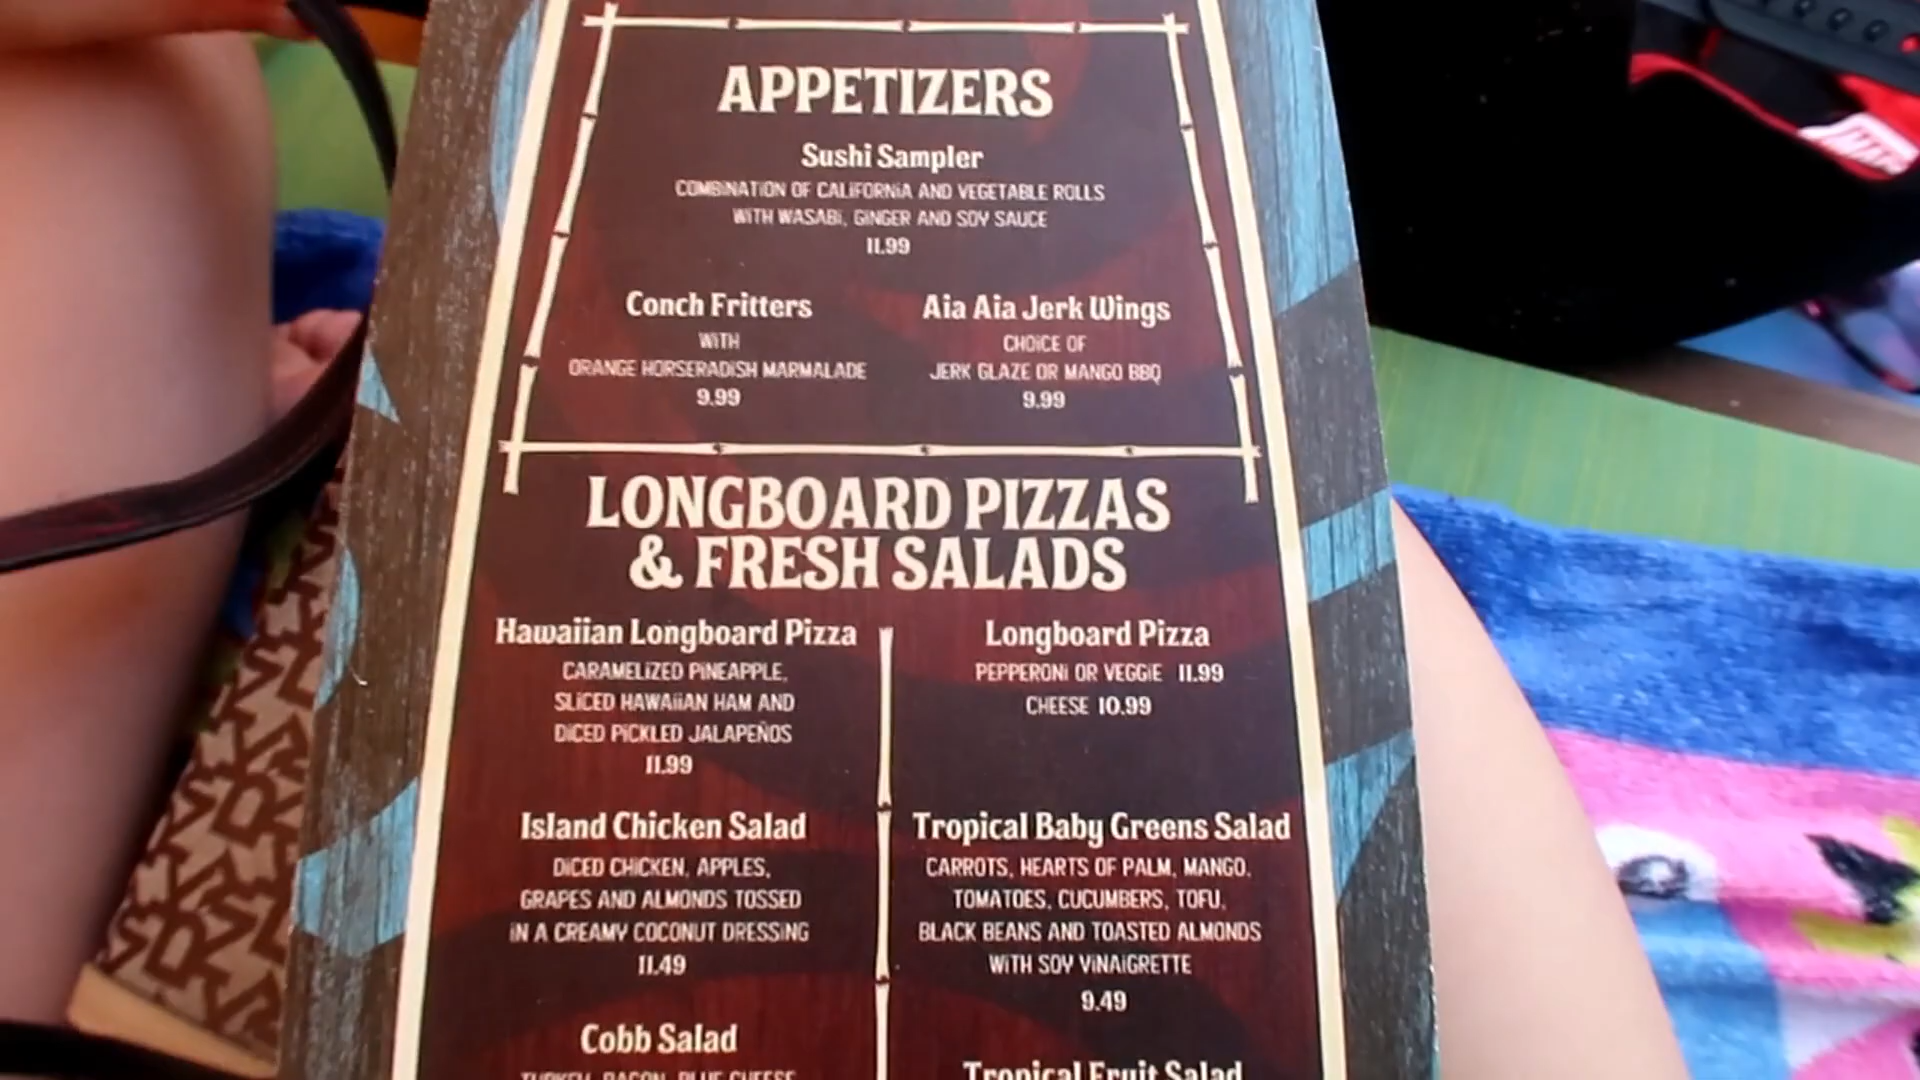 APPETIZERS
Sushi Sampler
COMBINATION OF CALIFORNIA AND VEGETABLE ROLLS
WITH WASABI, GINGER AND SOY SAUCE
11.99
Conch Fritters
WITH
ORANGE HORSERADISH MARMALADE
9.99
Aia Aia Jerk Wings
CHOICE OF
JERK GLAZE OR MANGO BBQ
9.99
LONGBOARD PIZZAS
& FRESH SALADS
Hawaiian Longboard Pizza
CARAMELIZED PINEAPPLE,
SLICED HAWAIIAN HAM AND
DICED PICKLED JALAPEÑOS
11.99
Longboard Pizza
PEPPERONI OR VEGGIE 11.99
CHEESE 10.99
Island Chicken Salad
DICED CHICKEN, APPLES,
GRAPES AND ALMONDS TOSSED
IN A CREAMY COCONUT DRESSING
11.49
Tropical Baby Greens Salad
CARROTS, HEARTS OF PALM, MANGO,
TOMATOES, CUCUMBERS, TOFU,
BLACK BEANS AND TOASTED ALMONDS
WITH SOY VINAIGRETTE
9.49
Cobb Salad
TURKEY, BACON, BLUE CHEESE
Tropical Fruit Salad